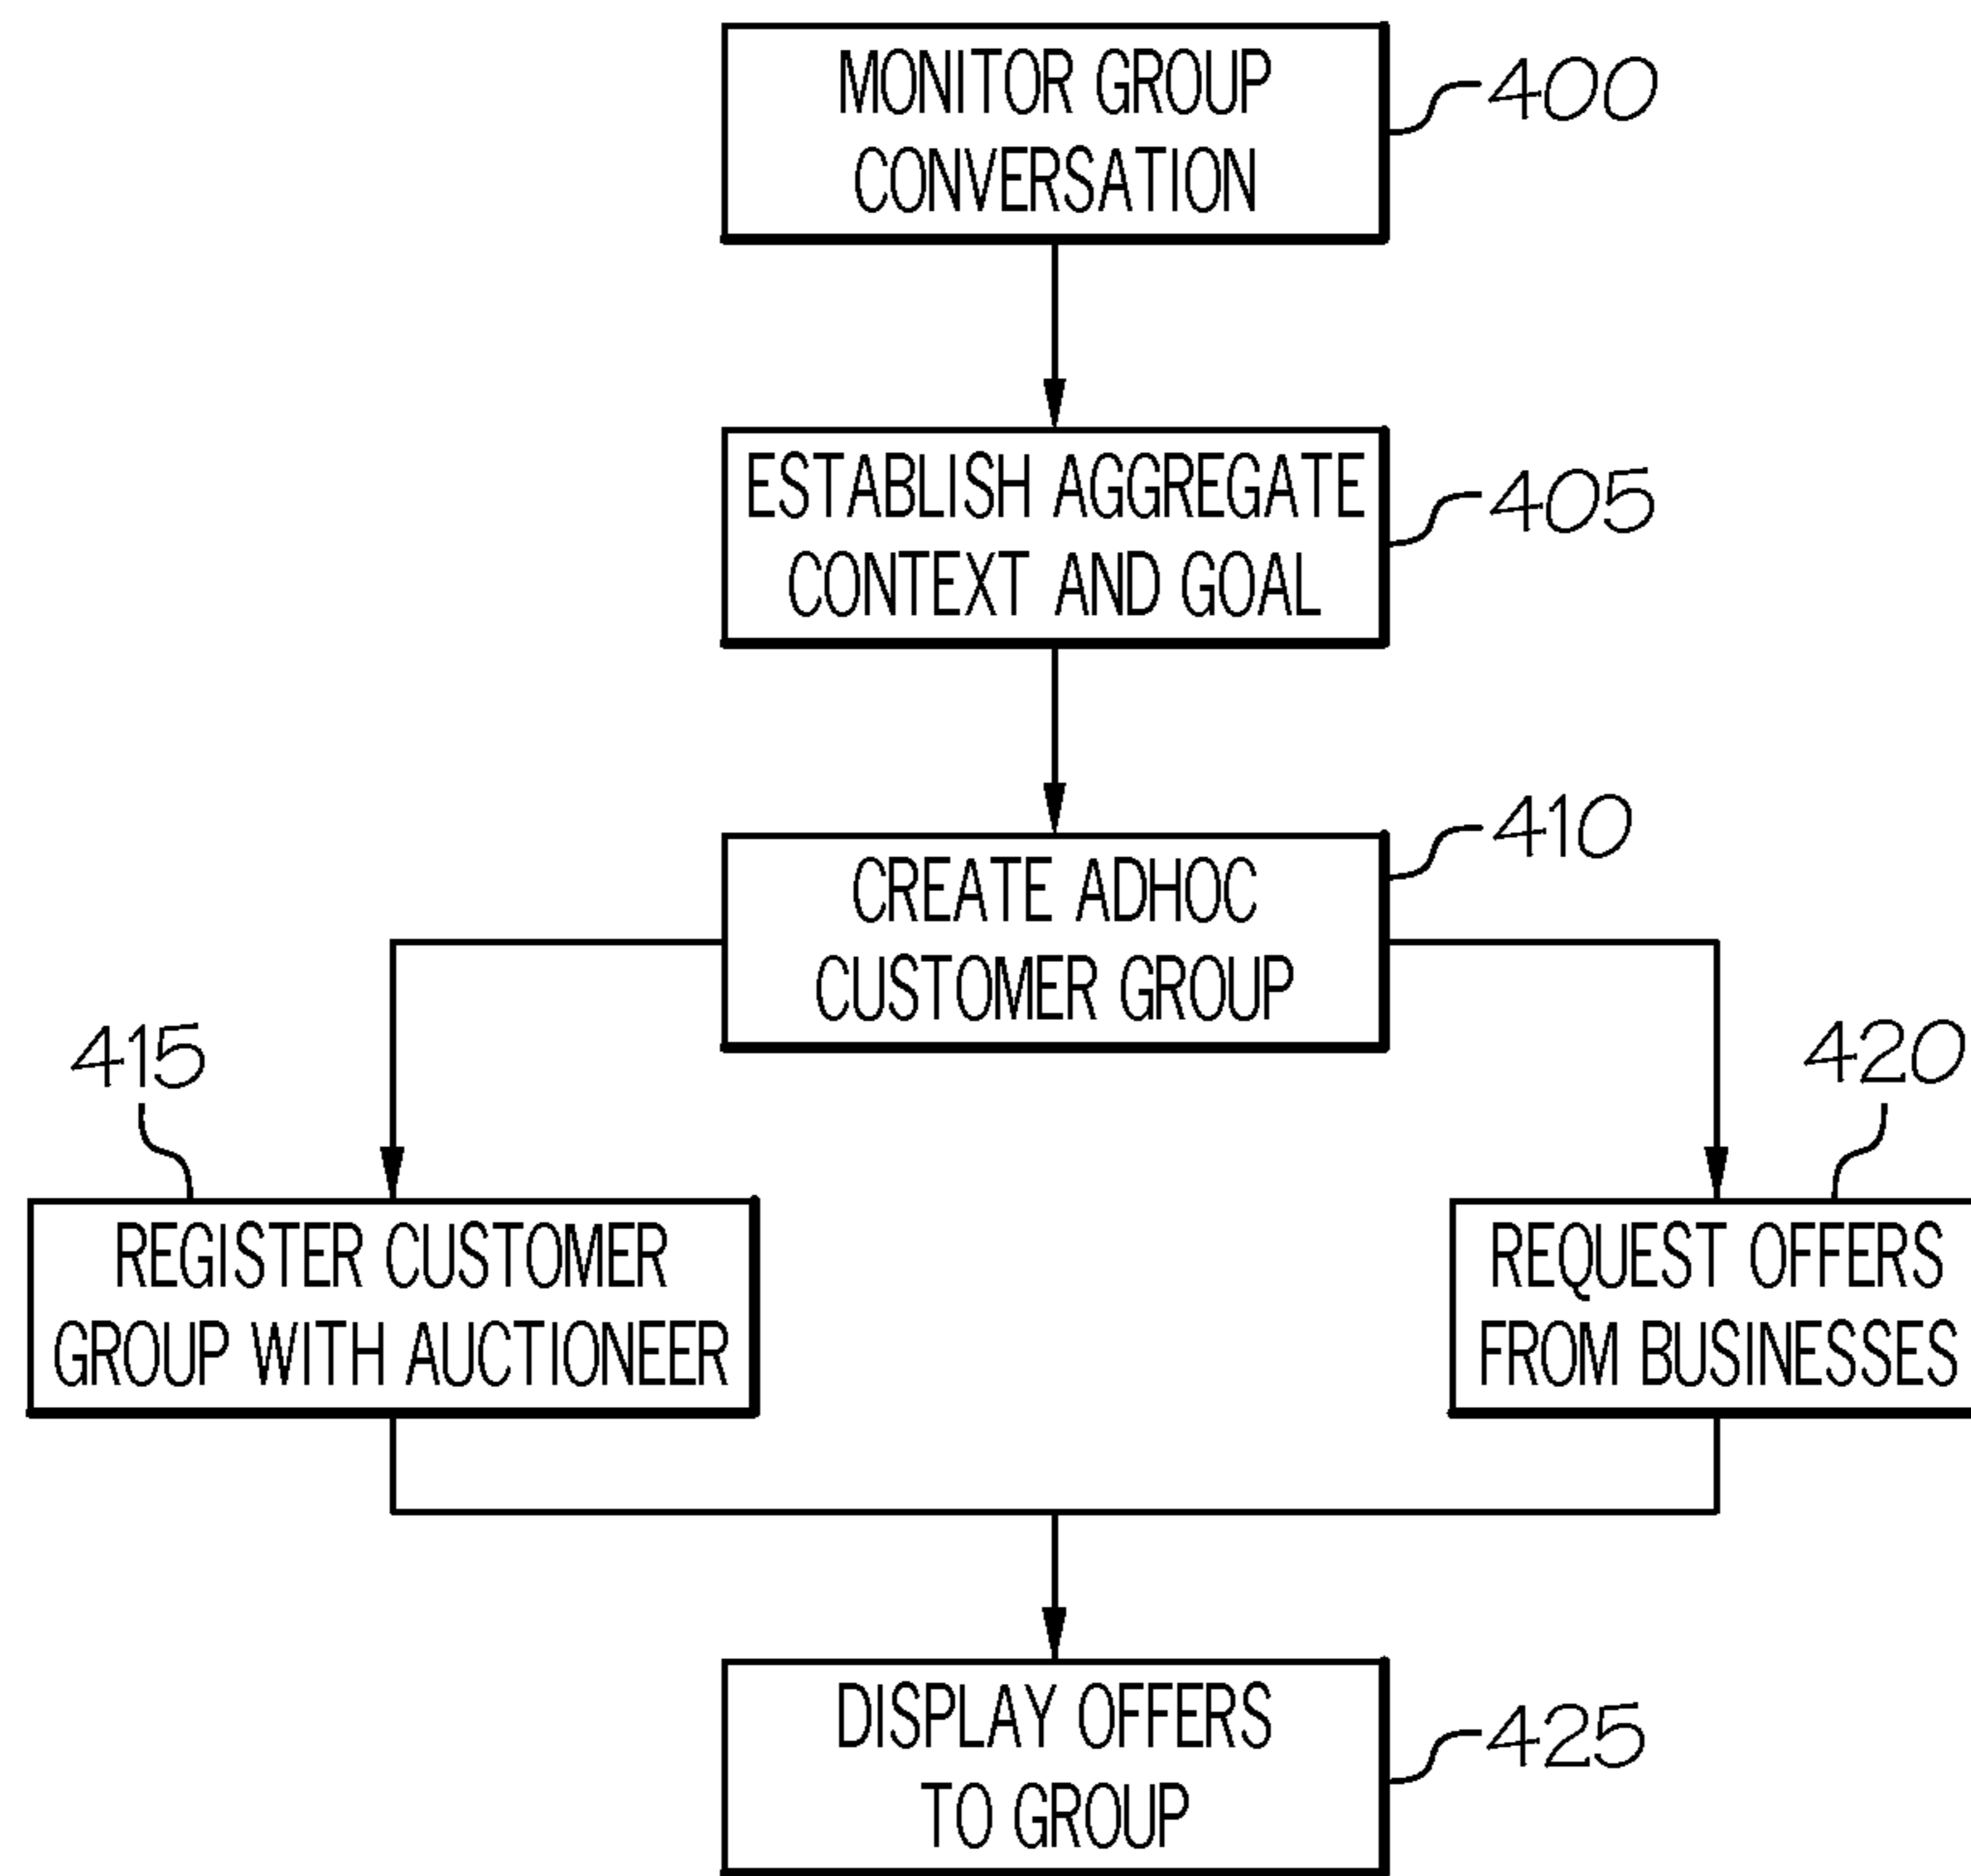 MONITOR GROUP
CONVERSATION
400
ESTABLISH AGGREGATE
CONTEXT AND GOAL
405
CREATE ADHOC
CUSTOMER GROUP
410
415
REGISTER CUSTOMER
GROUP WITH AUCTIONEER
420
REQUEST OFFERS
FROM BUSINESSES
DISPLAY OFFERS
TO GROUP
425